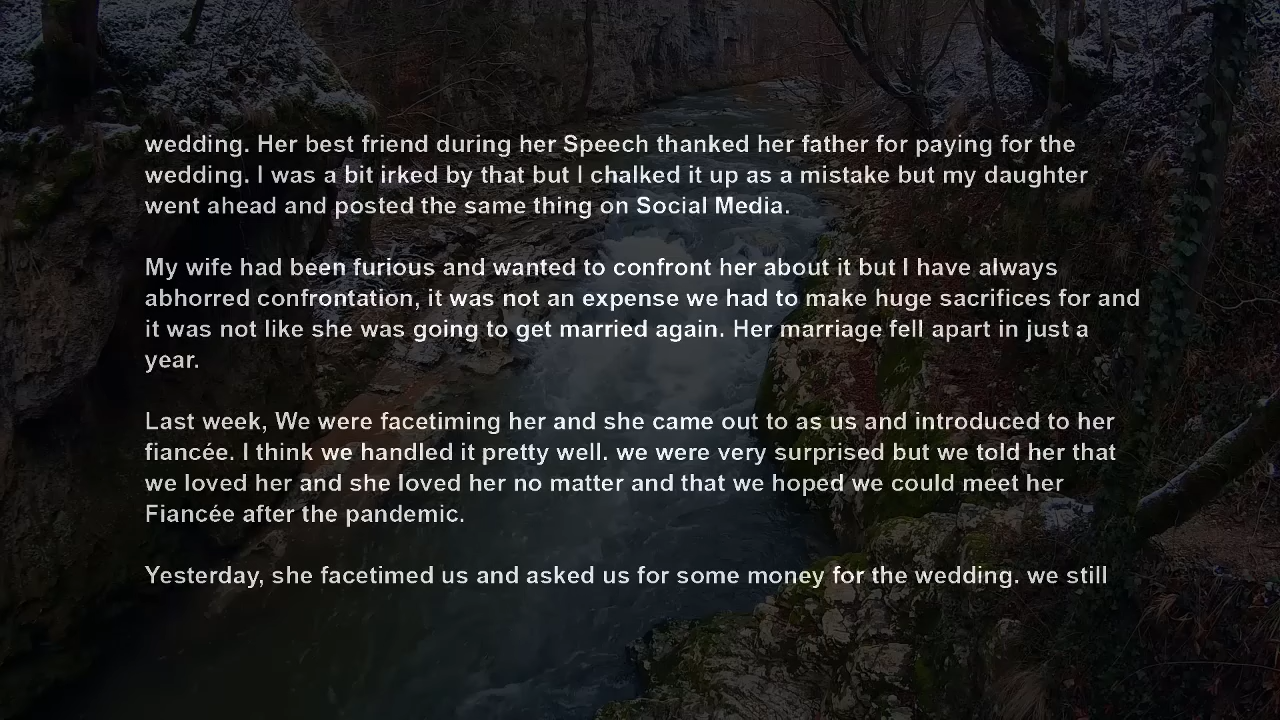 wedding. Her best friend during her Speech thanked her father for paying for the
wedding. I was a bit irked by that but I chalked it up as a mistake but my daughter
went ahead and posted the same thing on Social Media.
My wife had been furious and wanted to confront her about it but I have always
abhorred confrontation, it was not an expense we had to make huge sacrifices for and
it was not like she was going to get married again. Her marriage fell apart in just a
year.
Last week, We were facetiming her and she came out to as us and introduced to her
fiancée. I think we handled it pretty well. we were very surprised but we told her that
we loved her and she loved her no matter and that we hoped we could meet her
Fiancée after the pandemic.
Yesterday, she facetimed us and asked us for some money for the wedding. we still